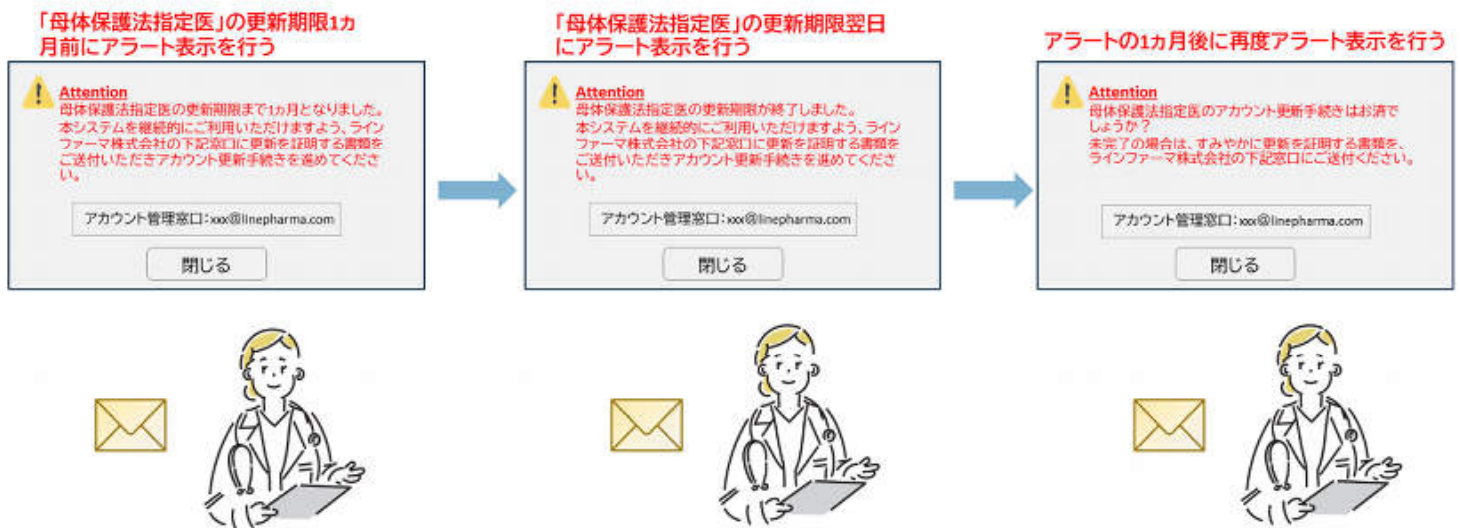 「母体保護法指定医」の更新期限1カ
月前にアラート表示を行う
Attention
母体保護法指定医の更新期限まで1カ月となりました。
本システムを継続的にご利用いただけますよう、ライン
ファーマ株式会社の下記窓口に更新を証明する書類を
ご送付いただきアカウント更新手続きを進めてくださ
い。
アカウント管理窓口：xxx@linepharma.com
閉じる
「母体保護法指定医」の更新期限翌日
にアラート表示を行う
Attention
母体保護法指定医の更新期限が終了しました。
本システムを継続的にご利用いただけますよう、ライン
ファーマ株式会社の下記窓口に更新を証明する書類を
ご送付いただきアカウント更新手続きを進めてくださ
い。
アカウント管理窓口：xxx@linepharma.com
閉じる
アラートの1カ月後に再度アラート表示を行う
Attention
母体保護法指定医のアカウント更新手続きはお済で
しょうか？
未完了の場合は、すみやかに更新を証明する書類を、
ラインファーマ株式会社の下記窓口にご送付ください。
アカウント管理窓口：xxx@linepharma.com
閉じる